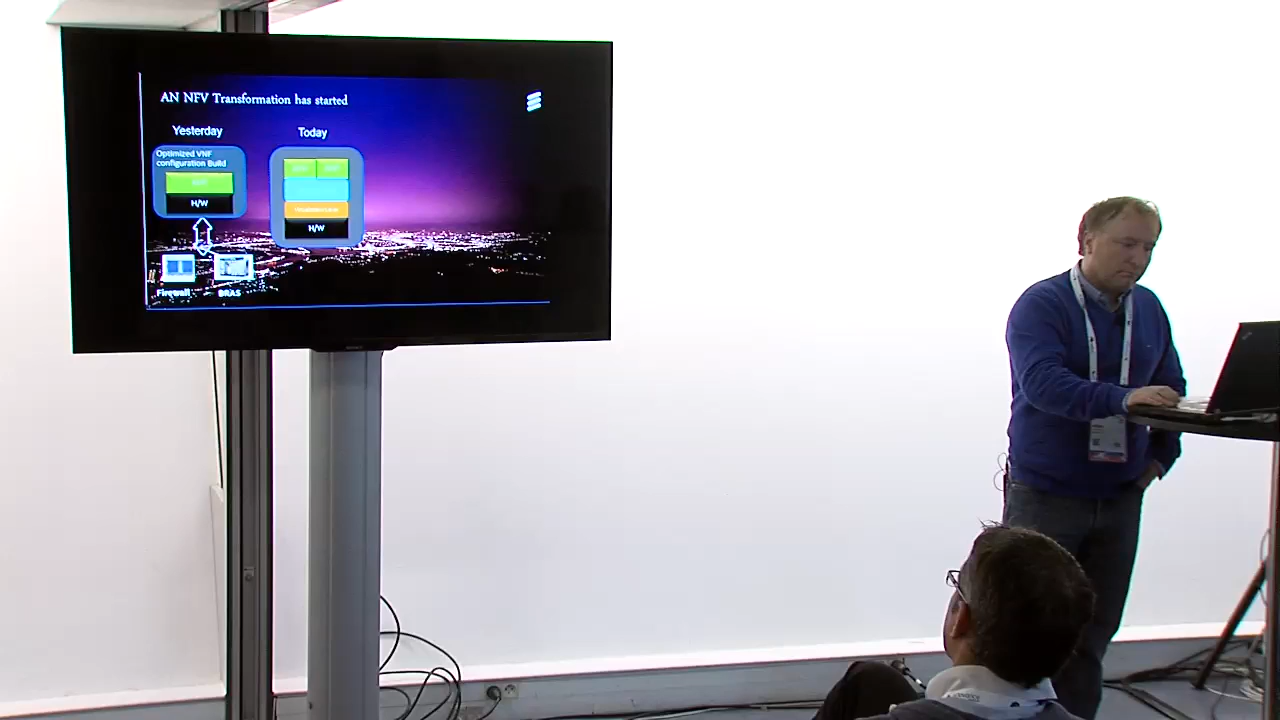 AN NFV Transformation has started
Yesterday
Today
Optimized VNF
configuration Build
H/W
H/W
Firewall
BRAS